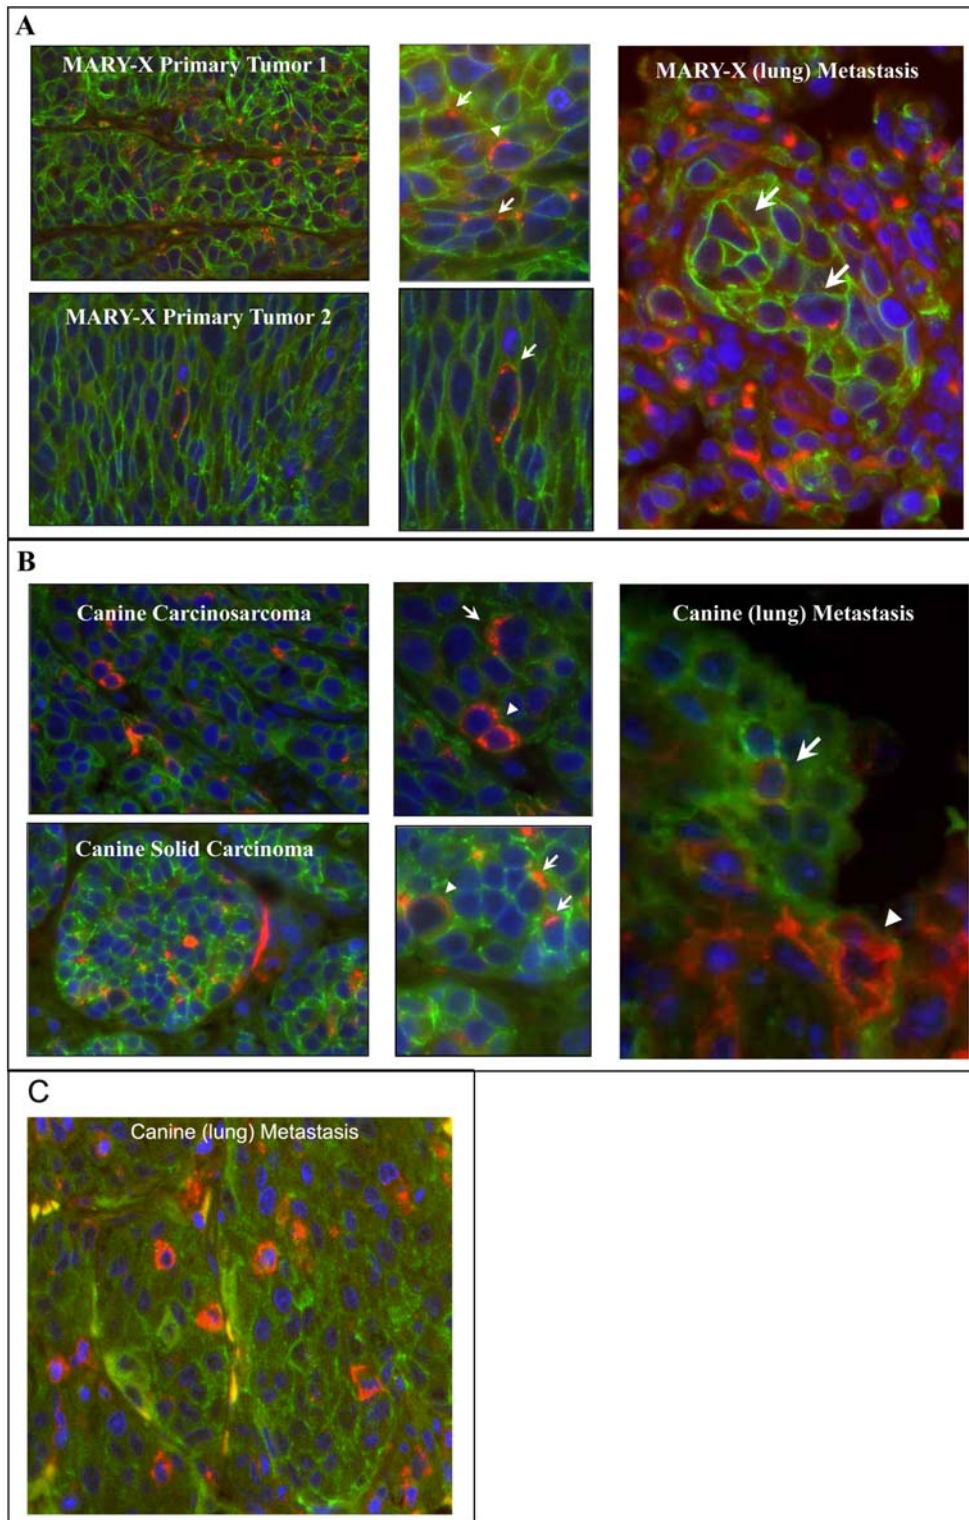 A
MARY-X Primary Tumor 1
MARY-X (lung) Metastasis
MARY-X Primary Tumor 2
B
Canine Carcinosarcoma
Canine (lung) Metastasis
Canine Solid Carcinoma
C
Canine (lung) Metastasis